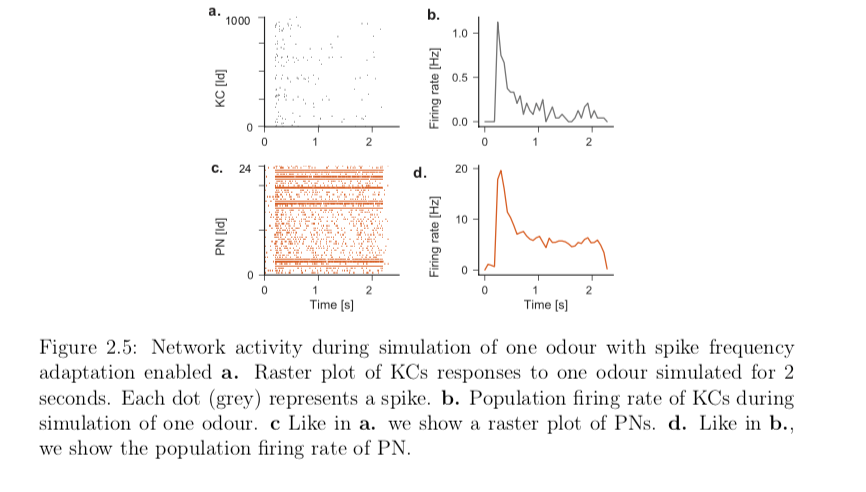 a.
1000
KC [Id]
0
0 1 2
b.
1.0
Firing rate [Hz]
0.5
0.0
0 1 2
c.
24
PN [Id]
0
0 1 2
Time [s]
d.
20
Firing rate [Hz]
10
0
0 1 2
Time [s]
Figure 2.5: Network activity during simulation of one odour with spike frequency
adaptation enabled a. Raster plot of KCs responses to one odour simulated for 2
seconds. Each dot (grey) represents a spike. b. Population firing rate of KCs during
simulation of one odour. c Like in a. we show a raster plot of PNs. d. Like in b.,
we show the population firing rate of PN.